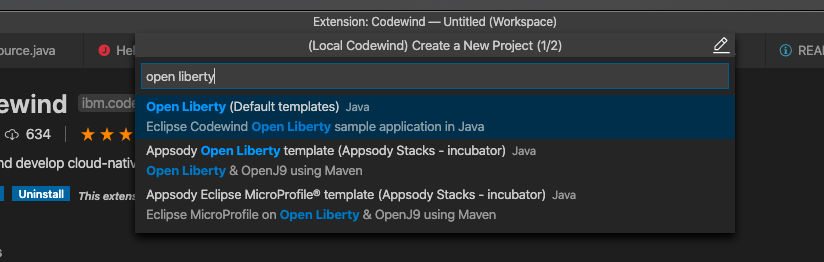 Extension: Codewind — Untitled (Workspace)
ource.java
Hel
(Local Codewind) Create a New Project (1/2)
REA
open liberty
ewind
ibm.code
Open Liberty (Default templates) Java
Eclipse Codewind Open Liberty sample application in Java
634
Appsody Open Liberty template (Appsody Stacks - incubator) Java
nd develop cloud-nativ
Open Liberty & OpenJ9 using Maven
Uninstall
This extens
Appsody Eclipse MicroProfile® template (Appsody Stacks - incubator) Java
Eclipse MicroProfile on Open Liberty & OpenJ9 using Maven
s